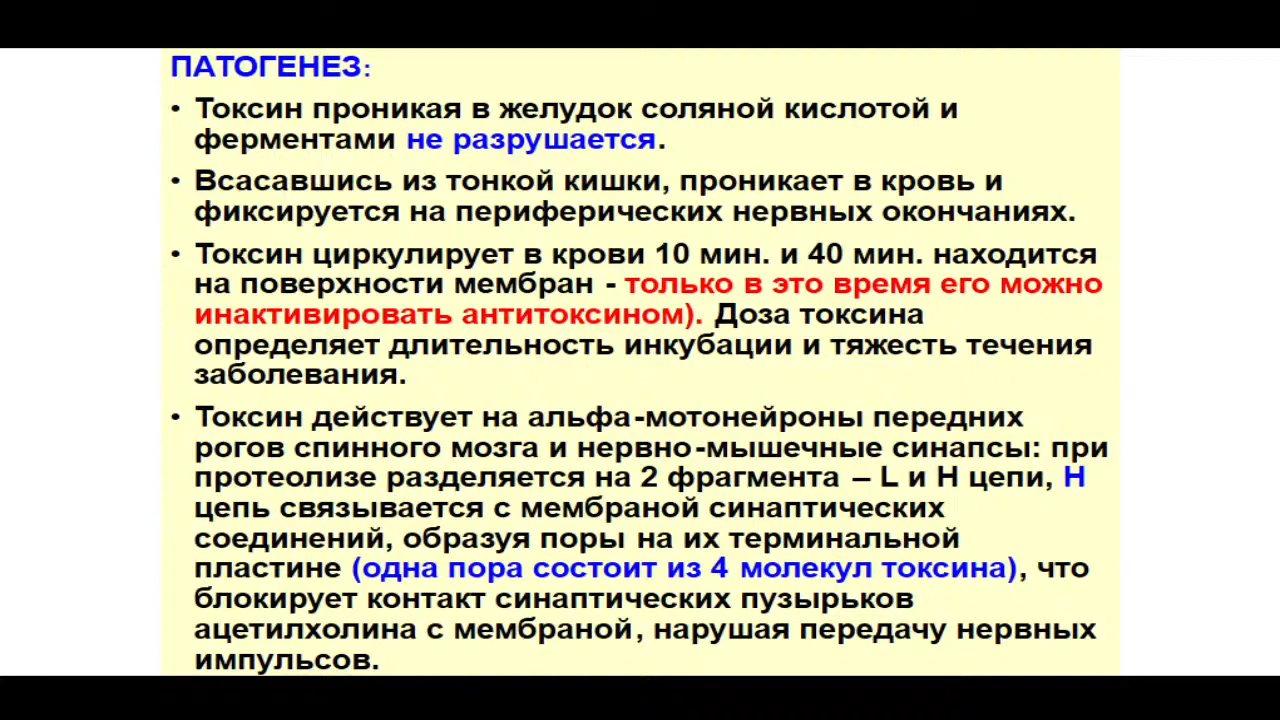 ПАТОГЕНЕЗ:
• Токсин проникая в желудок соляной кислотой и
ферментами не разрушается.
• Всасавшись из тонкой кишки, проникает в кровь и
фиксируется на периферических нервных окончаниях.
• Токсин циркулирует в крови 10 мин. и 40 мин. находится
на поверхности мембран - только в это время его можно
инактивировать антитоксином). Доза токсина
определяет длительность инкубации и тяжесть течения
заболевания.
• Токсин действует на альфа-мотонейроны передних
рогов спинного мозга и нервно-мышечные синапсы: при
протеолизе разделяется на 2 фрагмента – L и H цепи, H
цепь связывается с мембраной синаптических
соединений, образуя поры на их терминальной
пластине (одна пора состоит из 4 молекул токсина), что
блокирует контакт синаптических пузырьков
ацетилхолина с мембраной, нарушая передачу нервных
импульсов.